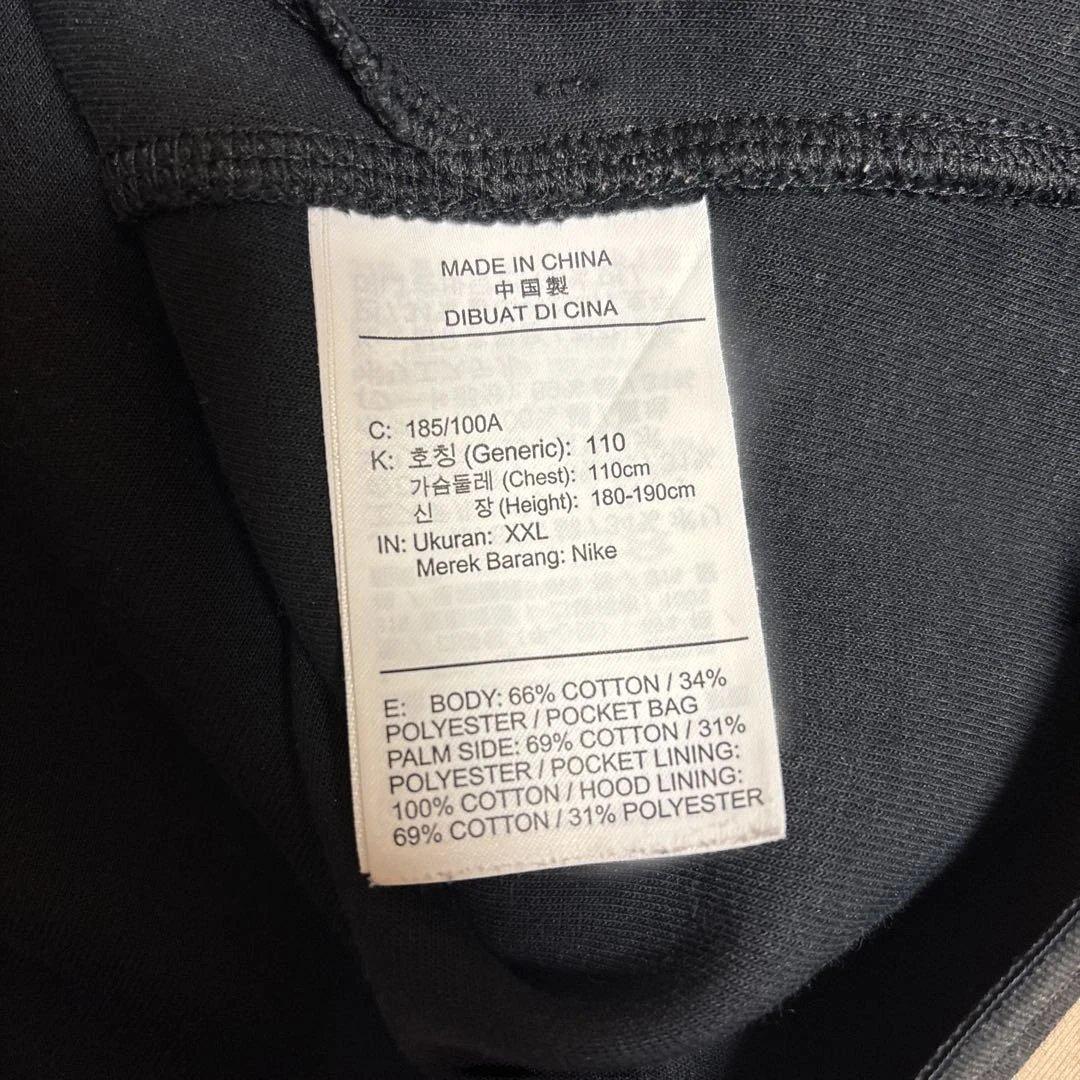 MADE IN CHINA
中国製
DIBUAT DI CINA
C: 185/100A
K: 호칭 (Generic): 110
가슴둘레 (Chest): 110cm
신 장 (Height): 180-190cm
IN: Ukuran: XXL
Merek Barang: Nike
E: BODY: 66% COTTON / 34%
POLYESTER / POCKET BAG
PALM SIDE: 69% COTTON / 31%
POLYESTER / POCKET LINING:
100% COTTON / HOOD LINING:
69% COTTON / 31% POLYESTER